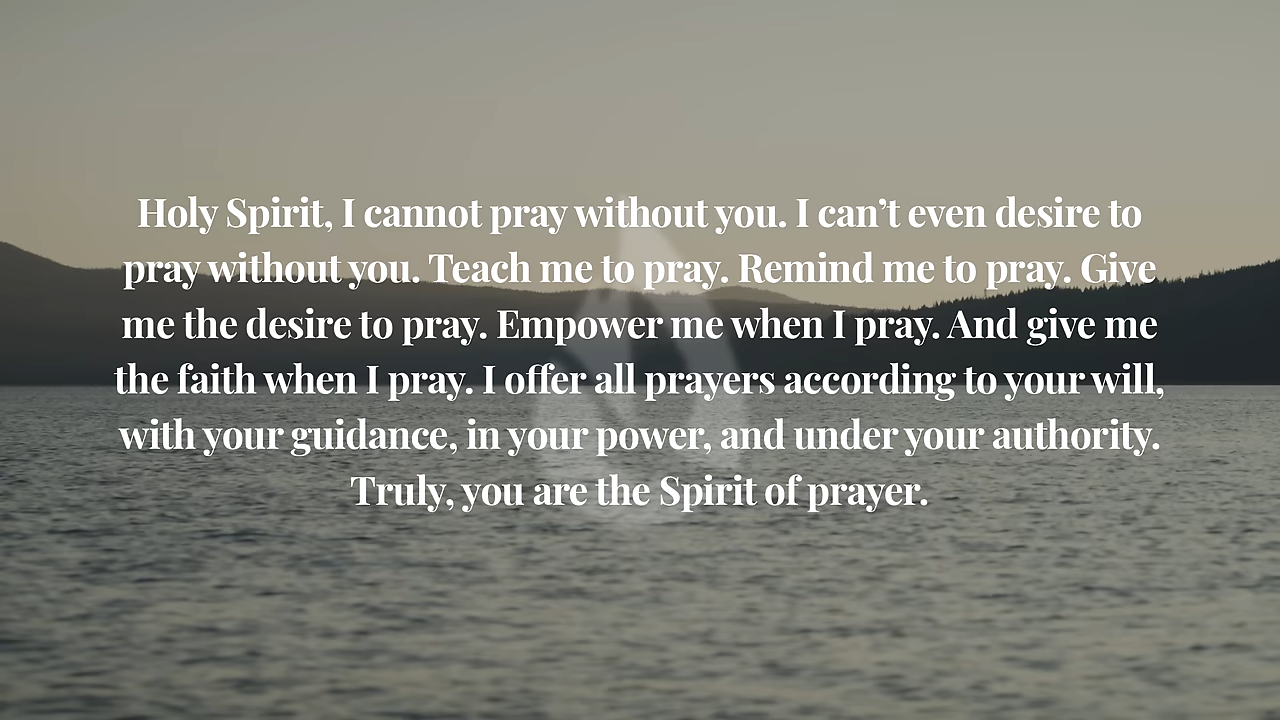 Holy Spirit, I cannot pray without you. I can’t even desire to
pray without you. Teach me to pray. Remind me to pray. Give
me the desire to pray. Empower me when I pray. And give me
the faith when I pray. I offer all prayers according to your will,
with your guidance, in your power, and under your authority.
Truly, you are the Spirit of prayer.